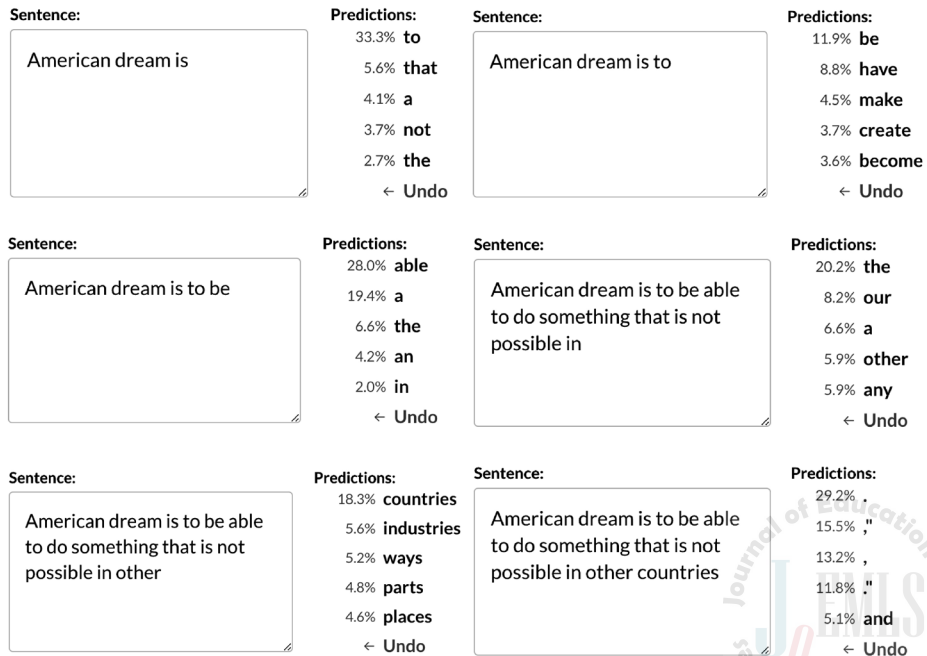 Sentence:
American dream is
Predictions:
33.3% to
5.6% that
4.1% a
3.7% not
2.7% the
← Undo
Sentence:
American dream is to
Predictions:
11.9% be
8.8% have
4.5% make
3.7% create
3.6% become
← Undo
Sentence:
American dream is to be
Predictions:
28.0% able
19.4% a
6.6% the
4.2% an
2.0% in
← Undo
Sentence:
American dream is to be able
to do something that is not
possible in
Predictions:
20.2% the
8.2% our
6.6% a
5.9% other
5.9% any
← Undo
Sentence:
American dream is to be able
to do something that is not
possible in other
Predictions:
18.3% countries
5.6% industries
5.2% ways
4.8% parts
4.6% places
← Undo
Sentence:
American dream is to be able
to do something that is not
possible in other countries
Predictions:
29.2% .
15.5% ,"
13.2% ,
11.8% ."
5.1% and
← Undo
Journal of Education
EMLS